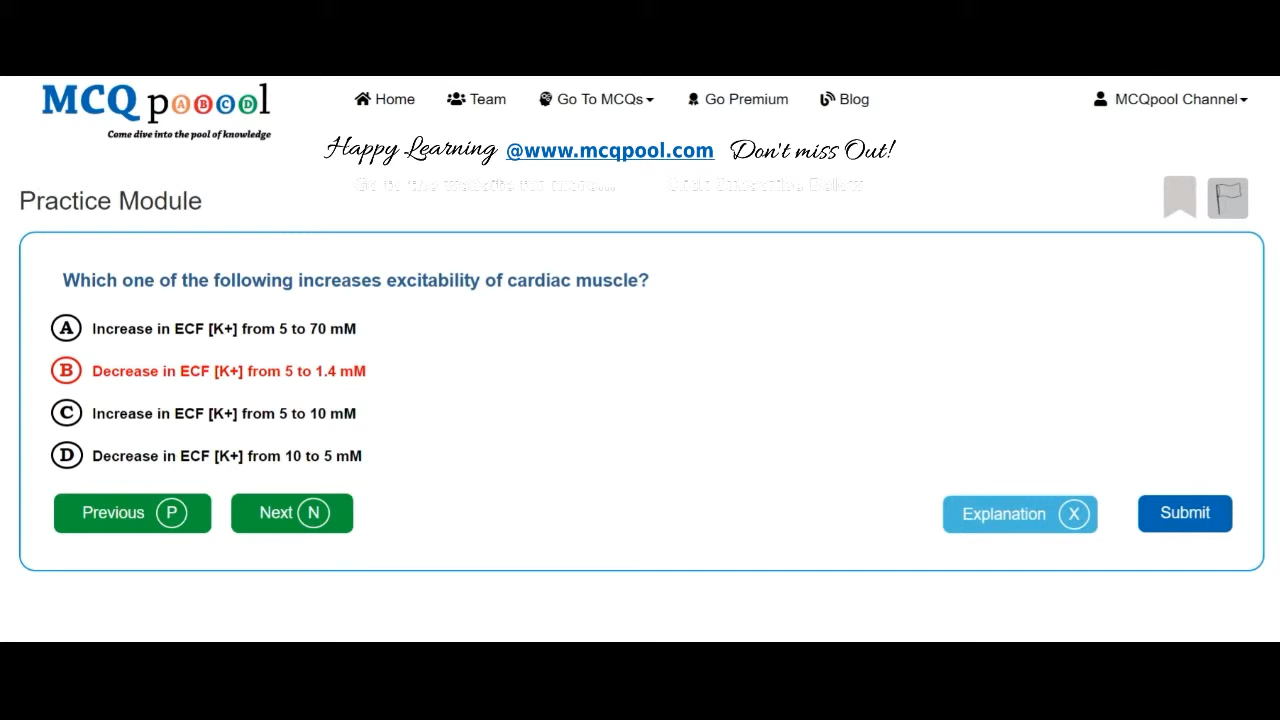 MCQ poool
Come dive into the pool of knowledge
Home Team Go To MCQs Go Premium Blog MCQpool Channel
Happy Learning @www.mcqpool.com Don't miss Out!
Practice Module
Which one of the following increases excitability of cardiac muscle?
A Increase in ECF [K+] from 5 to 70 mM
B Decrease in ECF [K+] from 5 to 1.4 mM
C Increase in ECF [K+] from 5 to 10 mM
D Decrease in ECF [K+] from 10 to 5 mM
Previous P Next N Explanation X Submit